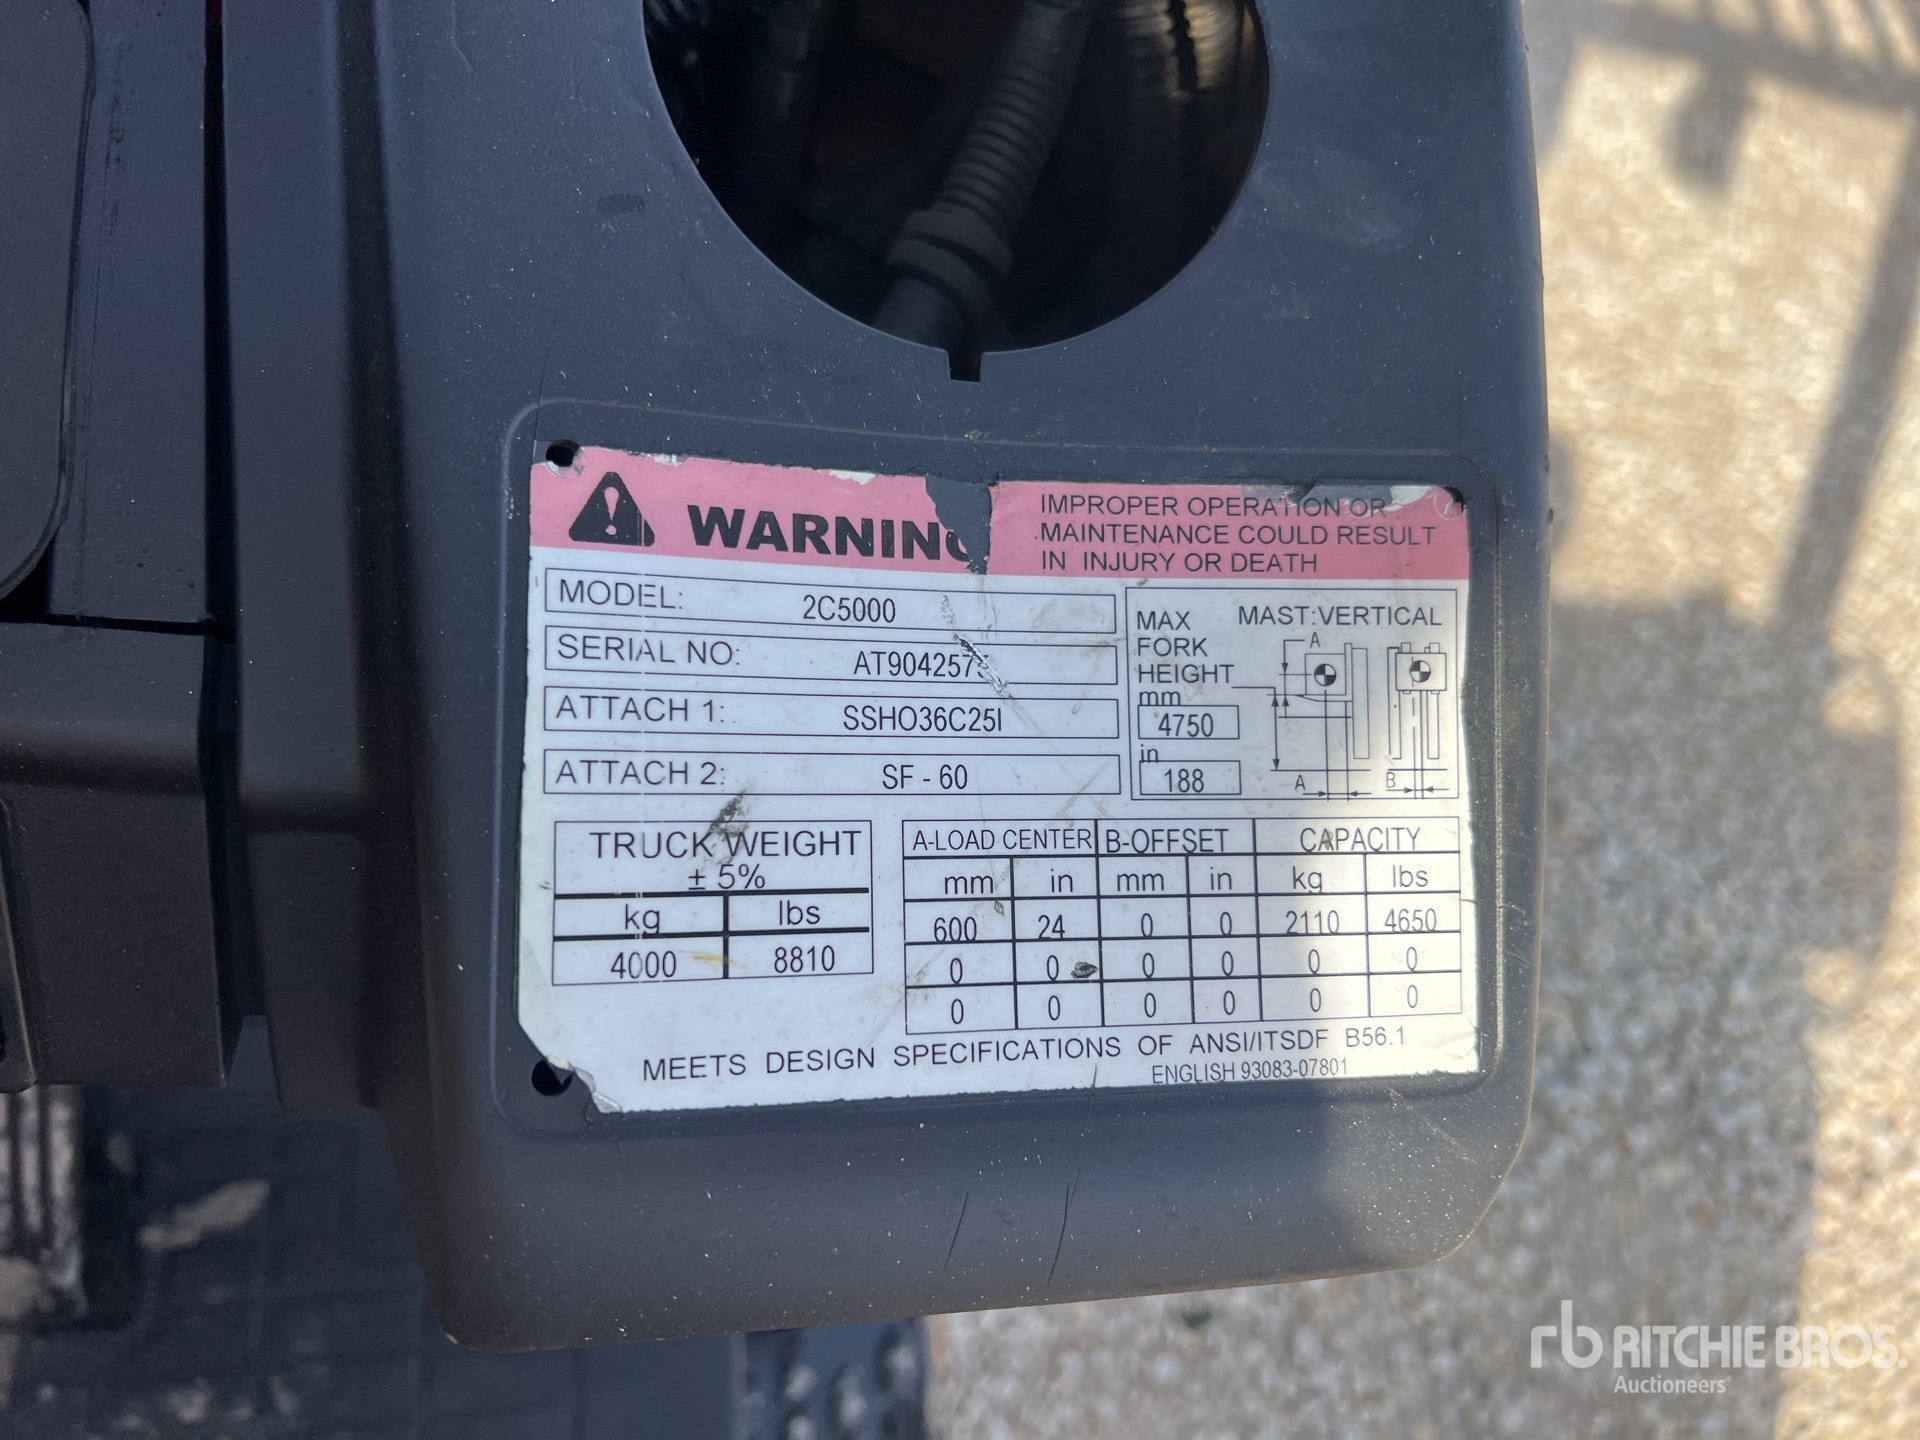 WARNING
IMPROPER OPERATION OR
MAINTENANCE COULD RESULT
IN INJURY OR DEATH
MODEL: 2C5000
SERIAL NO:
ATTACH 1: SSHO36C25I
ATTACH 2: SF - 60
MAX FORK HEIGHT
mm
4750
in
188
MAST:VERTICAL
A
A B
TRUCK WEIGHT
± 5%
kg lbs
4000 8810
A-LOAD CENTER B-OFFSET CAPACITY
mm in mm in kg lbs
600 24 0 0 2110 4650
0 0 0 0 0 0
0 0 0 0 0 0
MEETS DESIGN SPECIFICATIONS OF ANSI/ITSDF B56.1
ENGLISH 93083-07801
rb RITCHIE BROS.
Auctioneers